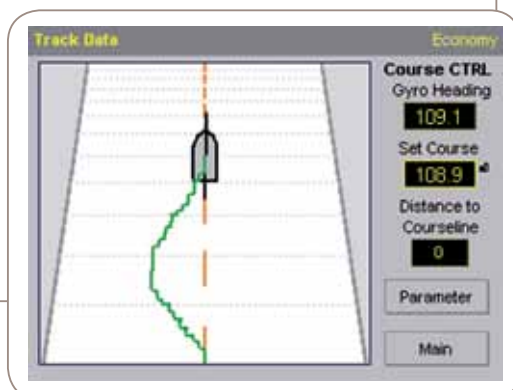 Track Data
Economy
Course CTRL
Gyro Heading
109.1
Set Course
108.9
Distance to
Courseline
0
Parameter
Main